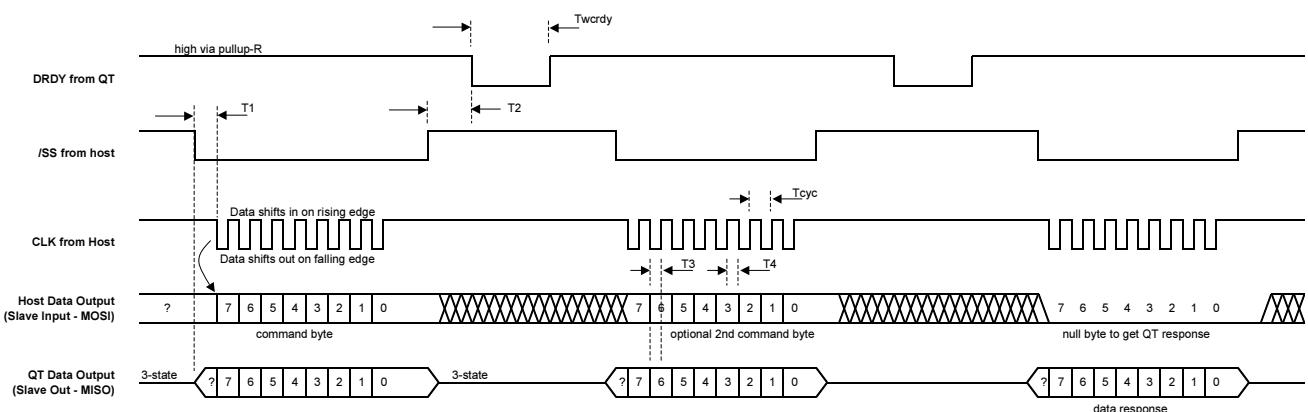 Twcrdy
high via pullup-R
DRDY from QT
T1
T2
/SS from host
Tcyc
Data shifts in on rising edge
CLK from Host
Data shifts out on falling edge
T3
T4
Host Data Output
(Slave Input - MOSI)
? 7 6 5 4 3 2 1 0 7 6 5 4 3 2 1 0 7 6 5 4 3 2 1 0
command byte
optional 2nd command byte
null byte to get QT response
QT Data Output
(Slave Out - MISO)
3-state ? 7 6 5 4 3 2 1 0 3-state ? 7 6 5 4 3 2 1 0 ? 7 6 5 4 3 2 1 0
data response